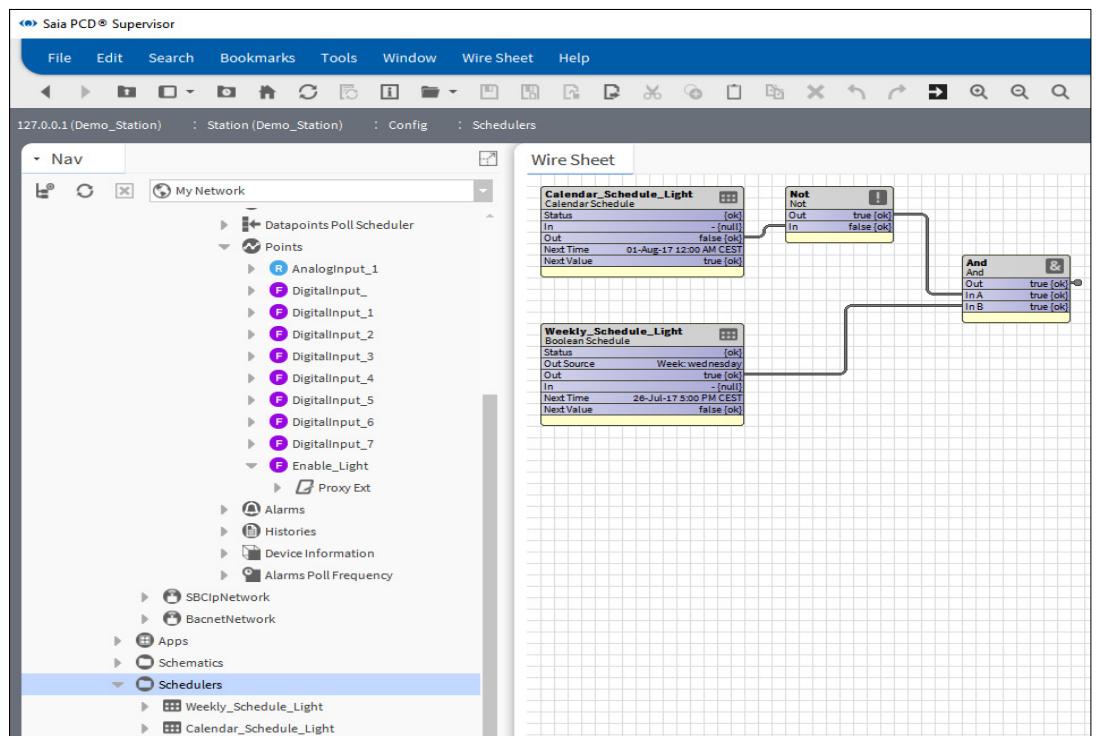 Saia PCD® Supervisor
File Edit Search Bookmarks Tools Window Wire Sheet Help
127.0.0.1 (Demo_Station) : Station (Demo_Station) : Config : Schedulers
Nav
My Network
Datapoints Poll Scheduler
Points
R AnalogInput_1
F DigitalInput_
F DigitalInput_1
F DigitalInput_2
F DigitalInput_3
F DigitalInput_4
F DigitalInput_5
F DigitalInput_6
F DigitalInput_7
F Enable_Light
Proxy Ext
Alarms
Histories
Device Information
Alarms Poll Frequency
SBCIpNetwork
BacnetNetwork
Apps
Schematics
Schedulers
Weekly_Schedule_Light
Calendar_Schedule_Light
Wire Sheet
Calendar_Schedule_Light
Calendar Schedule
Status {ok}
In - {null}
Out false {ok}
Next Time 01-Aug-17 12:00 AM CEST
Next Value true {ok}
Not !
Not
Out true {ok}
In false {ok}
And &
And
Out true {ok}
In A true {ok}
In B true {ok}
Weekly_Schedule_Light
Boolean Schedule
Status {ok}
Out Source Week: wednesday
Out true {ok}
In - {null}
Next Time 26-Jul-17 5:00 PM CEST
Next Value false {ok}